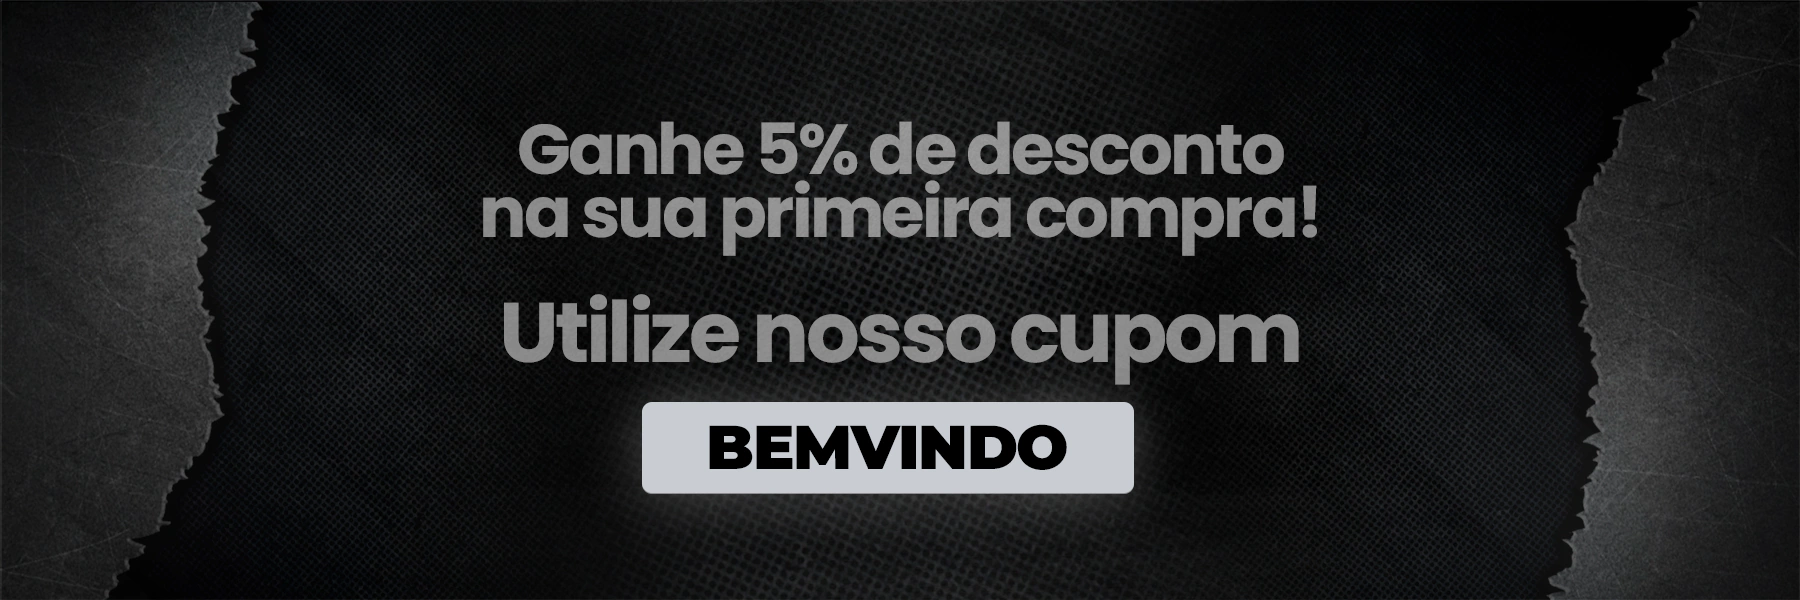 Ganhe 5% de desconto
na sua primeira compra!
Utilize nosso cupom
BEMVINDO